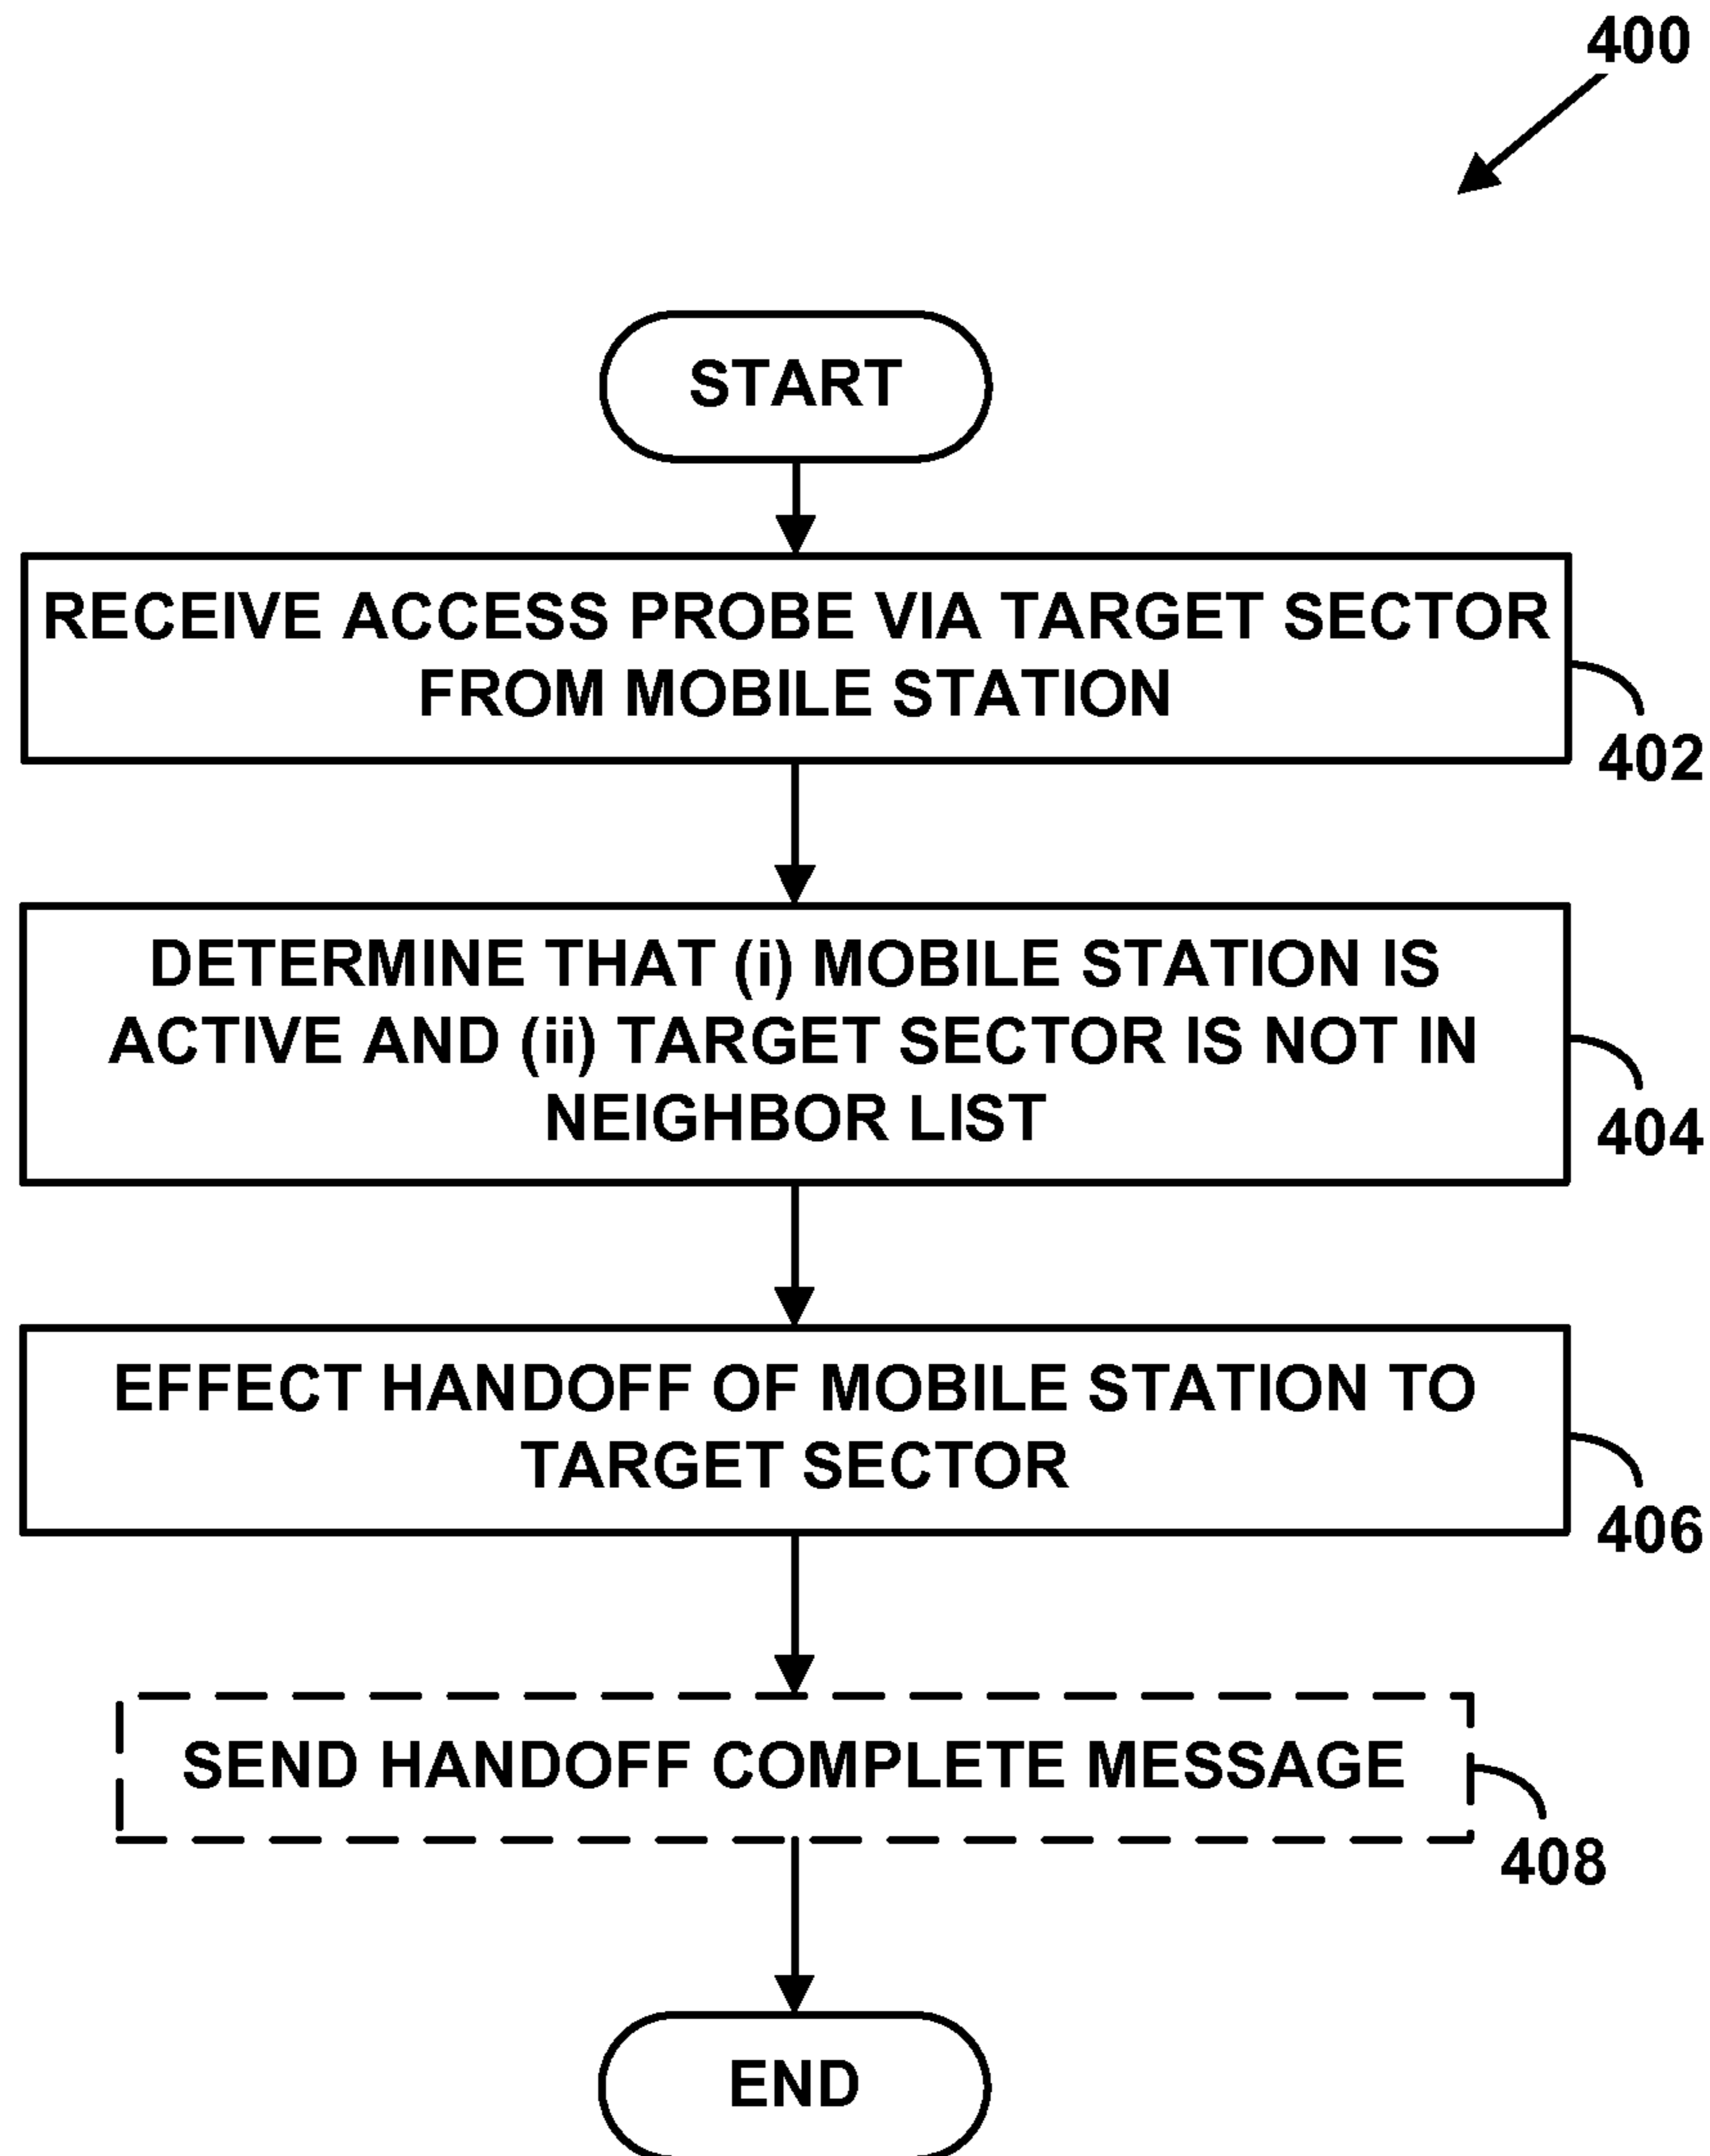 400
START
RECEIVE ACCESS PROBE VIA TARGET SECTOR
FROM MOBILE STATION
402
DETERMINE THAT (i) MOBILE STATION IS
ACTIVE AND (ii) TARGET SECTOR IS NOT IN
NEIGHBOR LIST
404
EFFECT HANDOFF OF MOBILE STATION TO
TARGET SECTOR
406
SEND HANDOFF COMPLETE MESSAGE
408
END